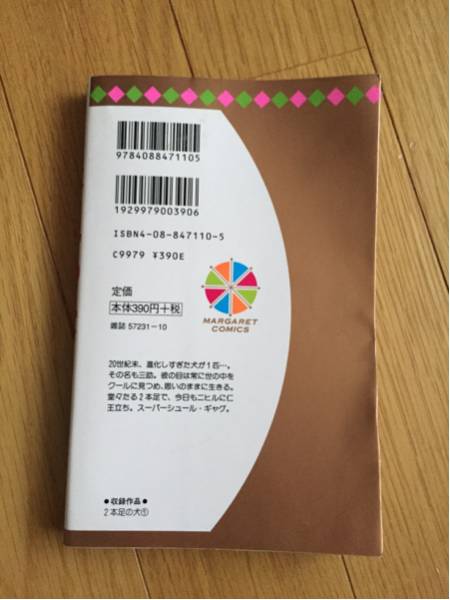 9784088471105
1929979003906
ISBN4-08-847110-5
C9979 ¥390E
定価
本体390円+税
雑誌 57231-10
MARGARET
COMICS
20世紀末、進化しすぎた犬が1匹…。
その名も三助。彼の目は常に世の中を
クールに見つめ、思いのままに生きる。
堂々たる2本足で、今日もニヒルに仁
王立ち。スーパーシュール・ギャグ。
●収録作品●
2本足の犬①